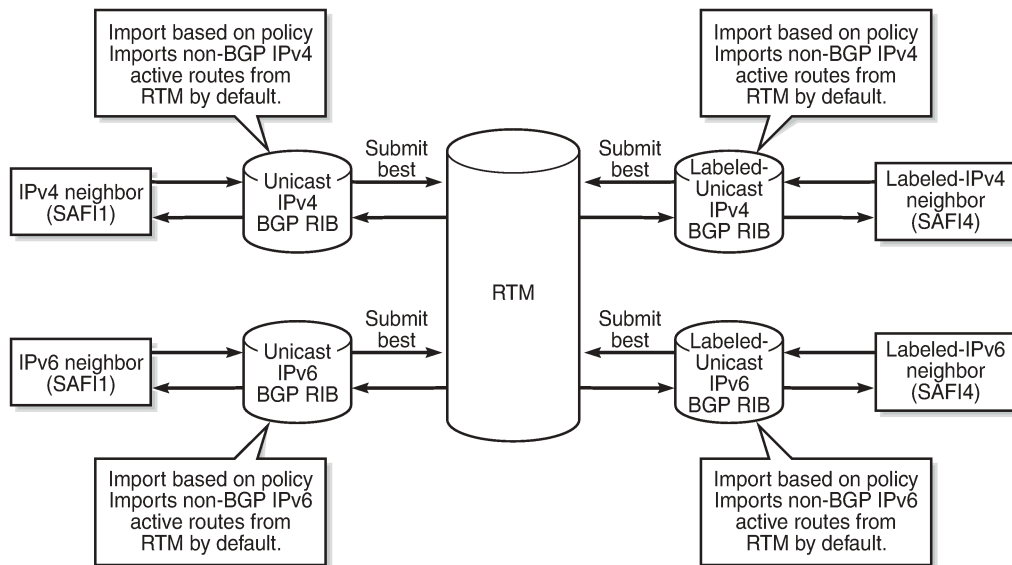 Import based on policy
Imports non-BGP IPv4
active routes from
RTM by default.
Import based on policy
Imports non-BGP IPv4
active routes from
RTM by default.
IPv4 neighbor
(SAFI1)
Unicast
IPv4
BGP RIB
Submit
best
RTM
Submit
best
Labeled-
Unicast
IPv4
BGP RIB
Labeled-IPv4
neighbor
(SAFI4)
IPv6 neighbor
(SAFI1)
Unicast
IPv6
BGP RIB
Submit
best
Submit
best
Labeled-
Unicast
IPv6
BGP RIB
Labeled-IPv6
neighbor
(SAFI4)
Import based on policy
Imports non-BGP IPv6
active routes from
RTM by default.
Import based on policy
Imports non-BGP IPv6
active routes from
RTM by default.